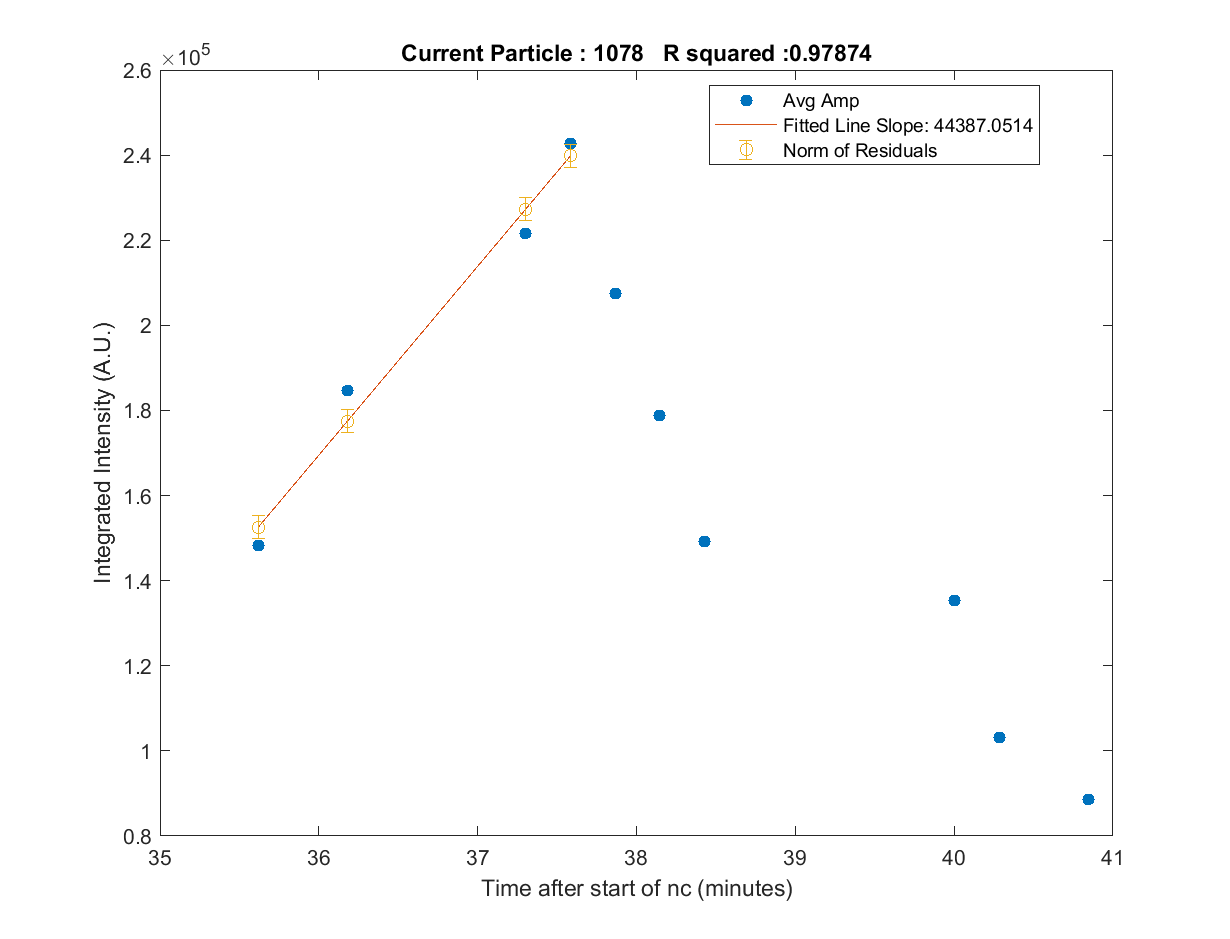 Current Particle : 1078 R squared :0.97874
×10^5
2.6
2.4
2.2
2
1.8
1.6
1.4
1.2
1
0.8
Integrated Intensity (A.U.)
Avg Amp
Fitted Line Slope: 44387.0514
Norm of Residuals
35 36 37 38 39 40 41
Time after start of nc (minutes)